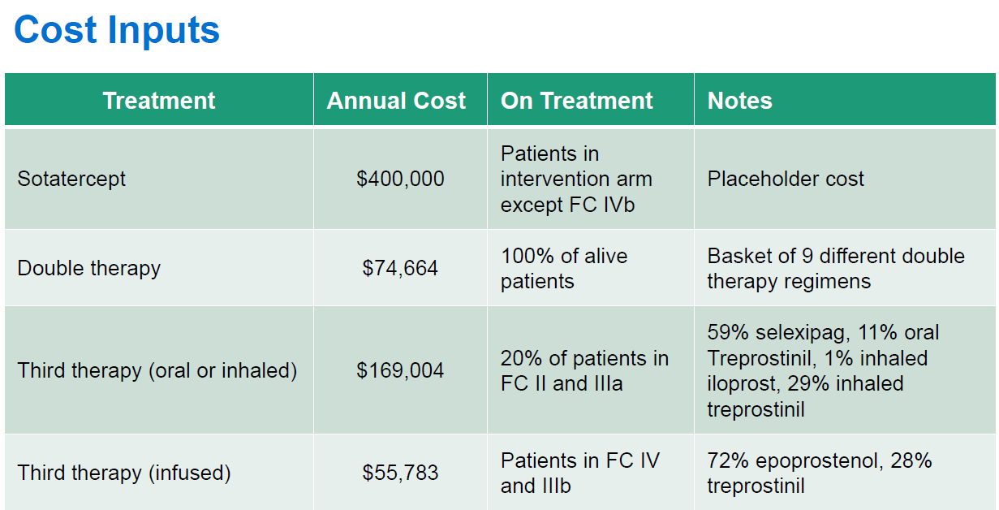 Cost Inputs
Treatment
Annual Cost
On Treatment
Notes
Sotatercept
$400,000
Patients in
intervention arm
except FC IVb
Placeholder cost
Double therapy
$74,664
100% of alive
patients
Basket of 9 different double
therapy regimens
Third therapy (oral or inhaled)
$169,004
20% of patients in
FC II and IIIa
59% selexipag, 11% oral
Treprostinil, 1% inhaled
iloprost, 29% inhaled
treprostinil
Third therapy (infused)
$55,783
Patients in FC IV
and IIIb
72% epoprostenol, 28%
treprostinil